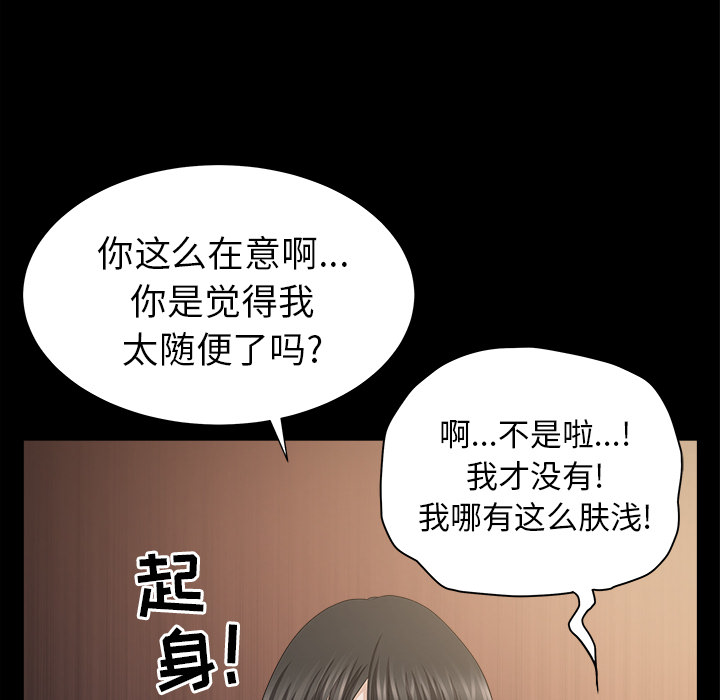 你这么在意啊...
你是觉得我
太随便了吗?
啊...不是啦...!
我才没有!
我哪有这么肤浅!
起
身!